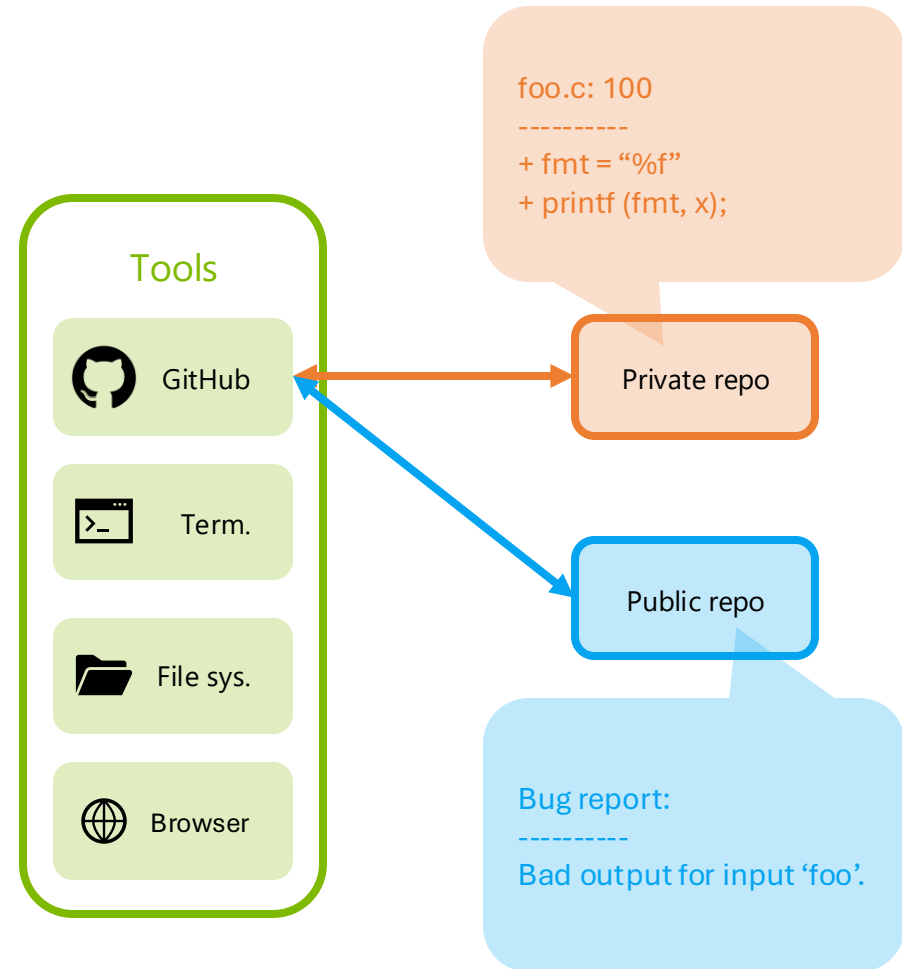 foo.c: 100
----------
+ fmt = “%f”
+ printf (fmt, x);
Tools
GitHub
Private repo
Term.
Public repo
File sys.
Browser
Bug report:
----------
Bad output for input ‘foo’.